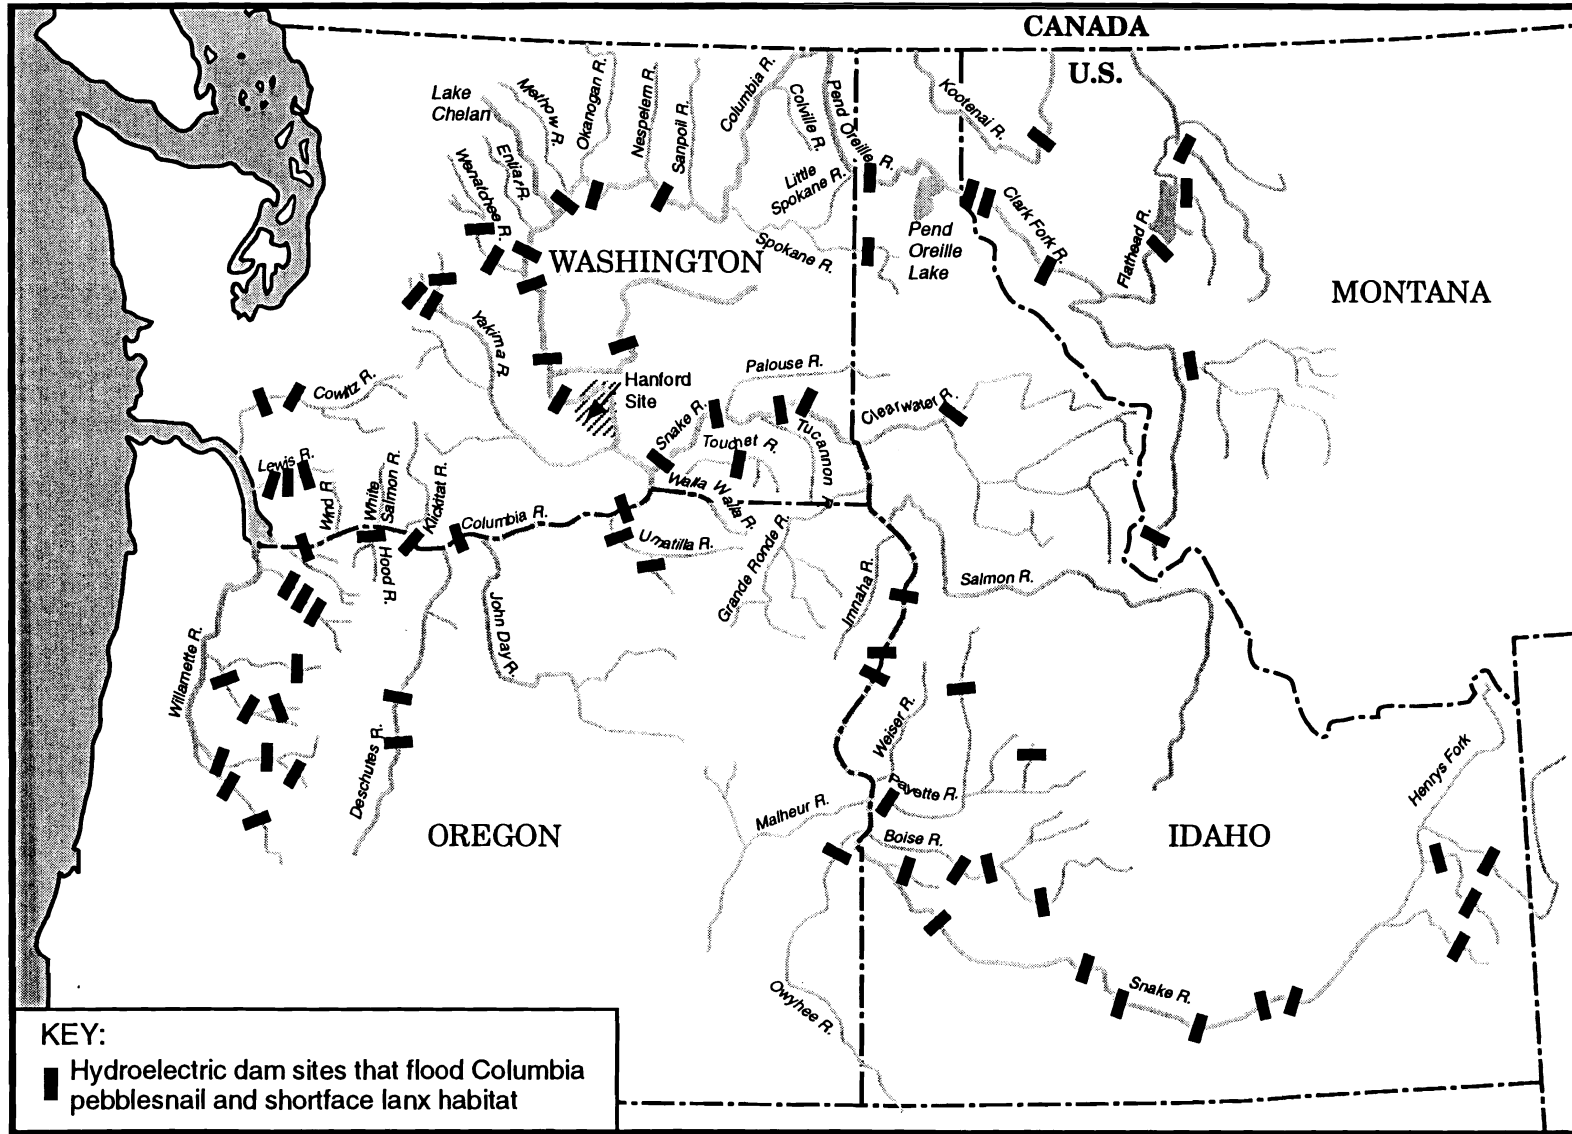 CANADA
U.S.
Lake
Chelan
Methow R.
Okanogan R.
Nespelem R.
Sanpoil R.
Columbia R.
Colville R.
Pend Oreille R.
Kootenai R.
Wenatchee R.
Entiat R.
Little
Spokane R.
Spokane R.
Pend
Oreille
Lake
Clark Fork R.
Flathead R.
WASHINGTON
MONTANA
Yakima R.
Hanford
Site
Palouse R.
Cowltz R.
Snake R.
Touchet R.
Tucannon R.
Clearwater R.
Lewis R.
Wind R.
White
Salmon R.
Klickitat R.
Walla Walla R.
Columbia R.
Hood R.
Umatilla R.
Grande Ronde R.
Imnaha R.
Salmon R.
John Day R.
Willamette R.
Deschutes R.
Weiser R.
Payette R.
Malheur R.
Boise R.
Henrys Fork
OREGON
IDAHO
Owyhee R.
Snake R.
KEY:
Hydroelectric dam sites that flood Columbia
pebblesnail and shortface lanx habitat